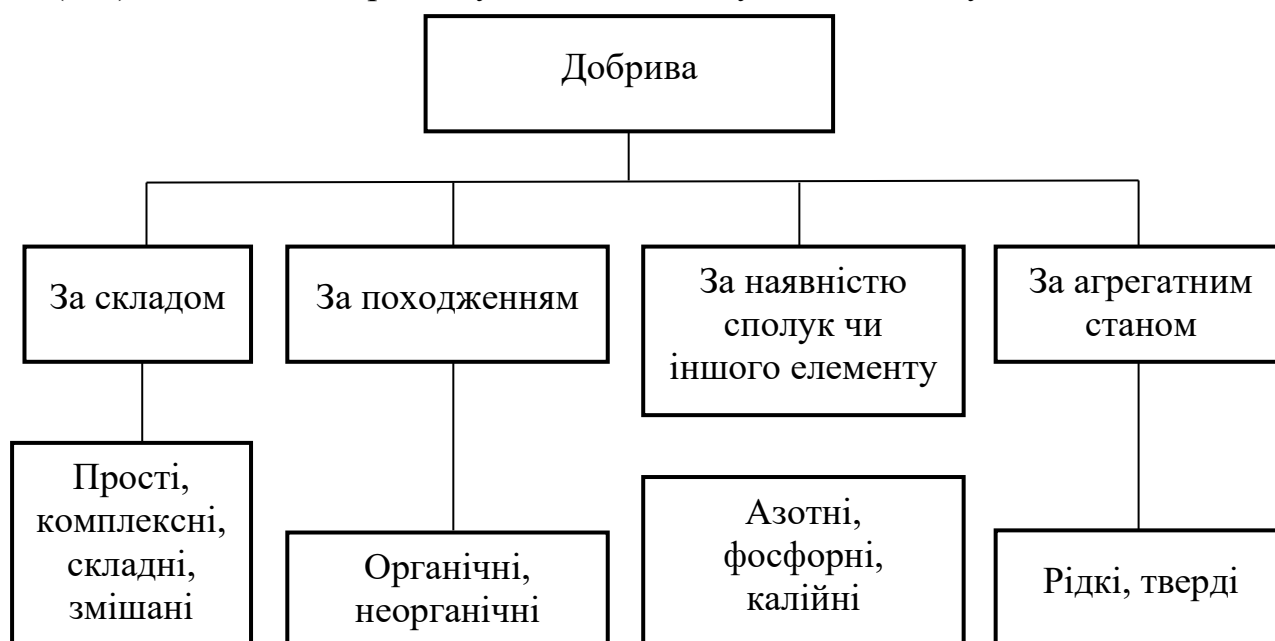 Добрива
За складом
За походженням
За наявністю
сполук чи
іншого елементу
За агрегатним
станом
Прості,
комплексні,
складні,
змішані
Органічні,
неорганічні
Азотні,
фосфорні,
калійні
Рідкі, тверді